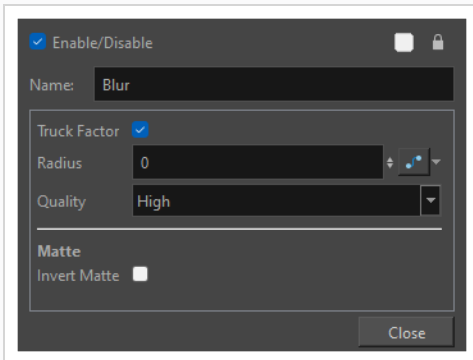 Enable/Disable
Name: Blur
Truck Factor
Radius 0
Quality High
Matte
Invert Matte
Close